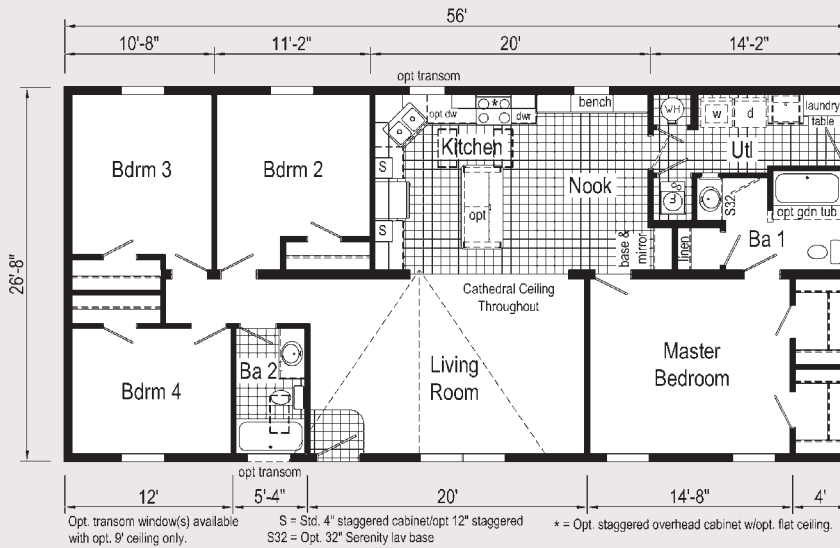 56'
10'-8"
11'-2"
20'
14'-2"
opt transom
26'-8"
Bdrm 3
Bdrm 2
opt dw
*
dwr
bench
Kitchen
S
opt
S
Nook
WH
w
d
laundry
table
Utl
F
S32
opt gdn tub
Ba 1
base &
mirror
linen
Cathedral Ceiling
Throughout
Bdrm 4
Ba 2
Living
Room
Master
Bedroom
opt transom
12'
5'-4"
20'
14'-8"
4'
Opt. transom window(s) available
with opt. 9' ceiling only.
S = Std. 4" staggered cabinet/opt 12" staggered
S32 = Opt. 32" Serenity lav base
* = Opt. staggered overhead cabinet w/opt. flat ceiling.